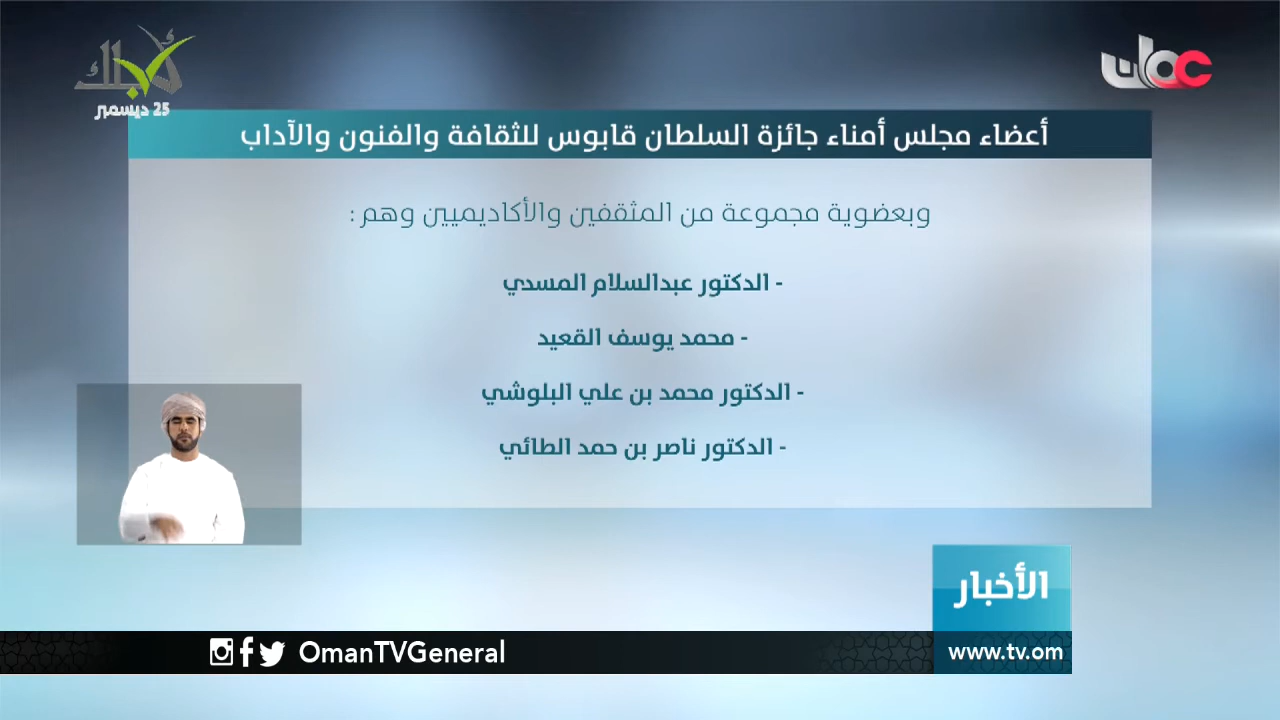 لأجلك
25 ديسمبر
عمان
أعضاء مجلس أمناء جائزة السلطان قابوس للثقافة والفنون والآداب
وبعضوية مجموعة من المثقفين والأكاديميين وهم :
- الدكتور عبدالسلام المسدي
- محمد يوسف القعيد
- الدكتور محمد بن علي البلوشي
- الدكتور ناصر بن حمد الطائي
الأخبار
OmanTVGeneral
www.tv.om